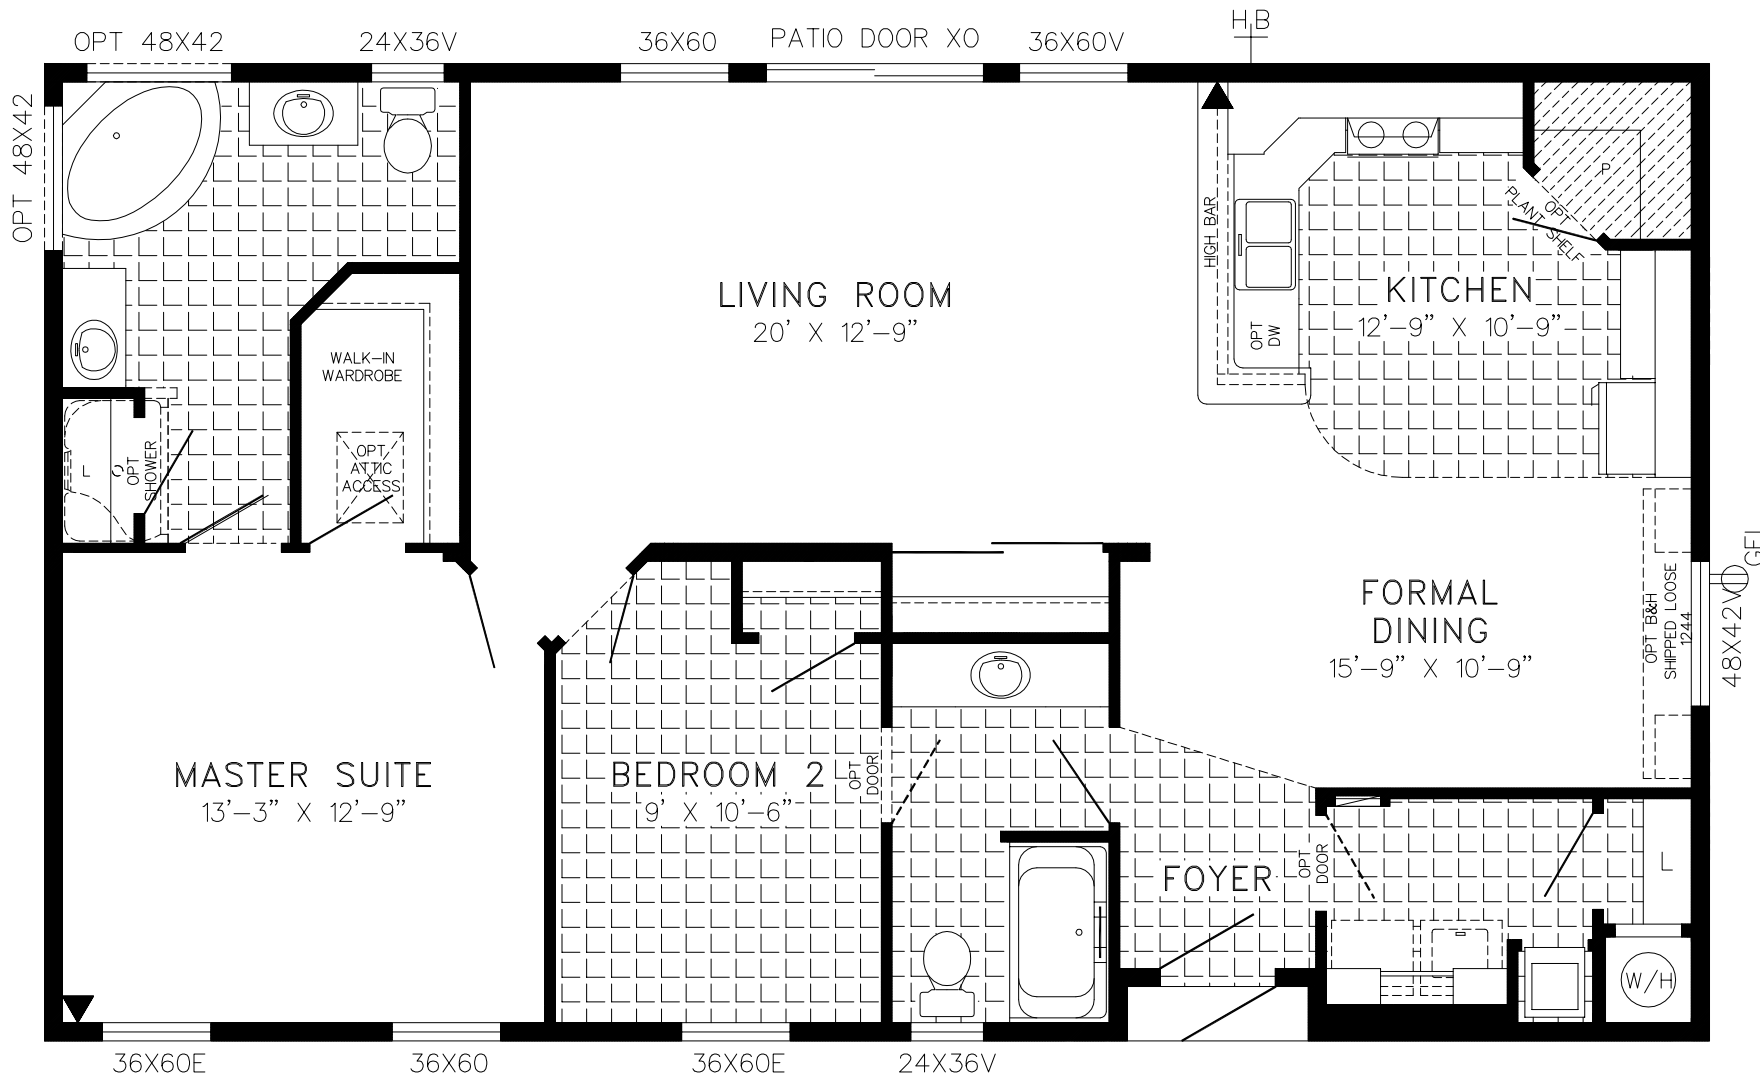 H B
OPT 48X42
24X36V
36X60
PATIO DOOR XO
36X60V
OPT 48X42
P
OPT
PLANT SHELF
HIGH BAR
LIVING ROOM
20' X 12'-9"
KITCHEN
12'-9" X 10'-9"
OPT
DW
WALK-IN
WARDROBE
OPT
ATTIC
ACCESS
L
OPT
SHOWER
FORMAL
DINING
15'-9" X 10'-9"
OPT B&H
SHIPPED LOOSE
1244
GFI
48X42V
MASTER SUITE
13'-3" X 12'-9"
BEDROOM 2
9' X 10'-6"
OPT
DOOR
FOYER
OPT
DOOR
L
W/H
36X60E
36X60
36X60E
24X36V